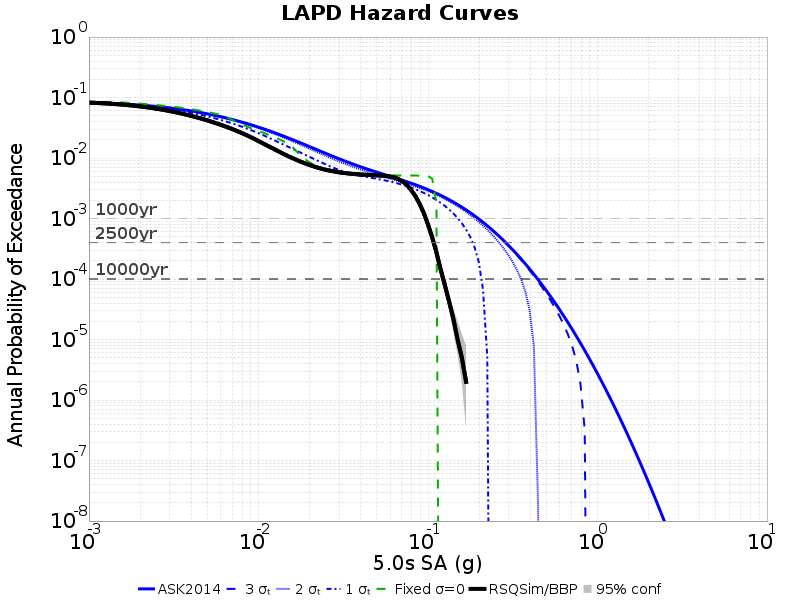 LAPD Hazard Curves
Annual Probability of Exceedance
10^0
10^-1
10^-2
10^-3
10^-4
10^-5
10^-6
10^-7
10^-8
1000yr
2500yr
10000yr
10^-3 10^-2 10^-1 10^0 10^1
5.0s SA (g)
ASK2014 3 σₜ 2 σₜ 1 σₜ Fixed σ=0 RSQSim/BBP 95% conf